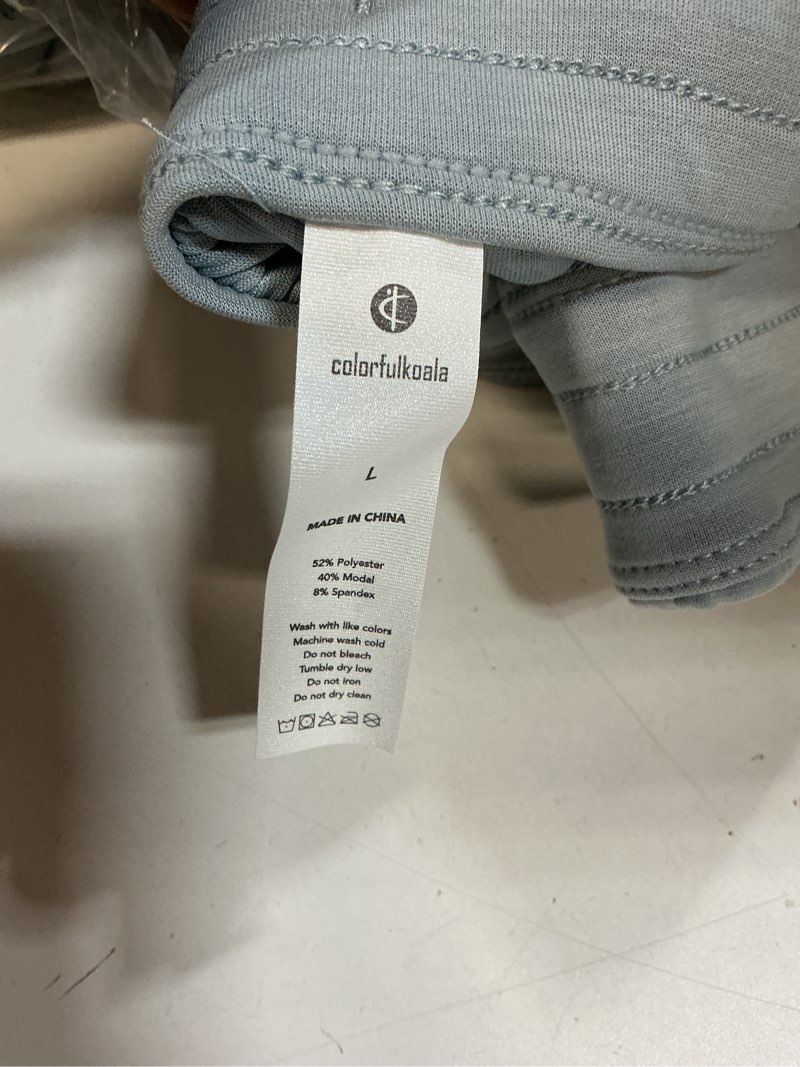 colorfulkoala
L
MADE IN CHINA
52% Polyester
40% Modal
8% Spandex
Wash with like colors
Machine wash cold
Do not bleach
Tumble dry low
Do not iron
Do not dry clean